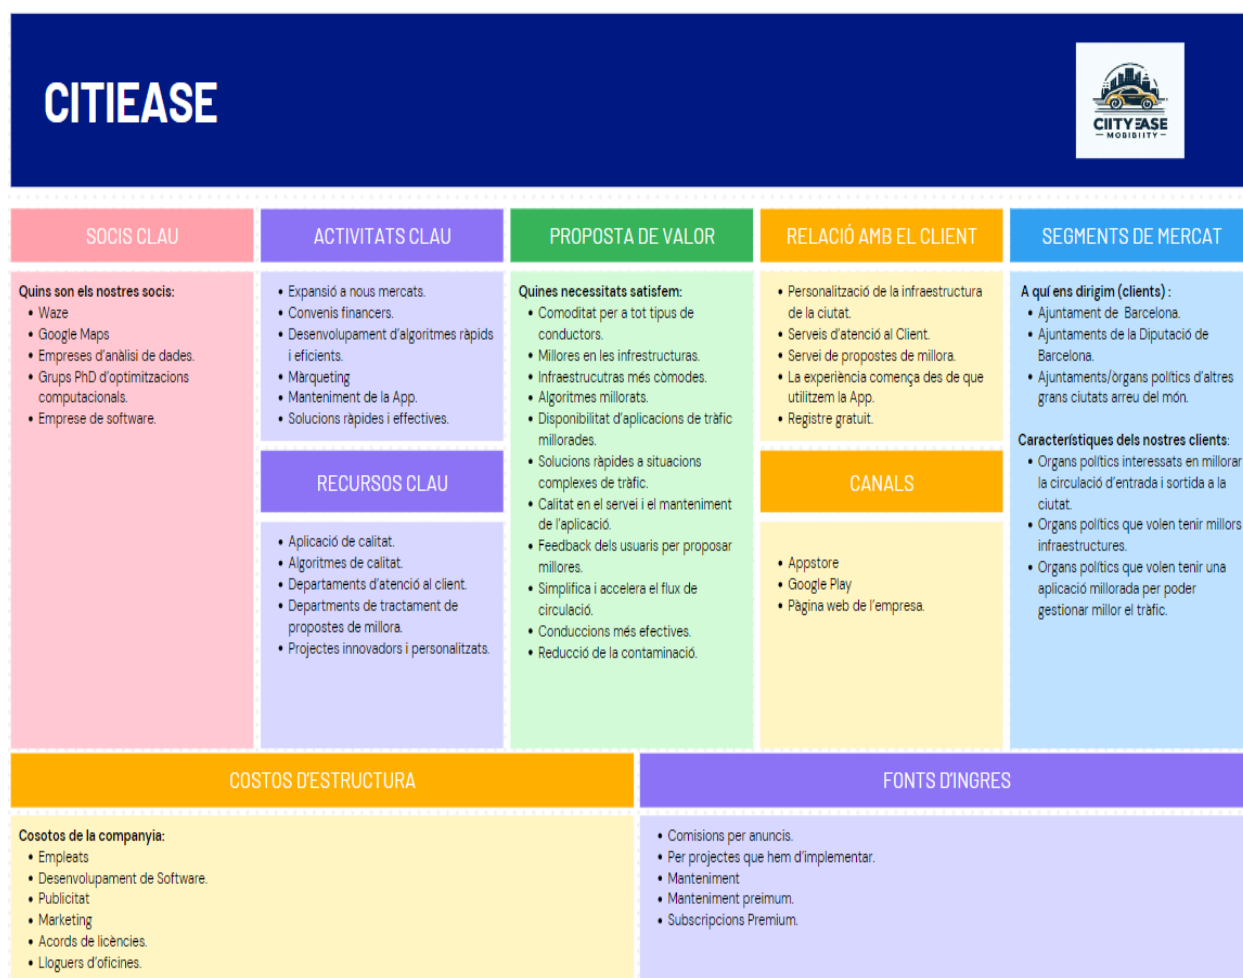 CITIEASE
CIITYEASE
MOBIBIITY
SOCIS CLAU
Quins son els nostres socis:
• Waze
• Google Maps
• Empreses d'anàlisi de dades.
• Grups PhD d'optimitzacions
computacionals.
• Emprese de software.
ACTIVITATS CLAU
• Expansió a nous mercats.
• Convenis financers.
• Desenvolupament d'algoritmes ràpids
i eficients.
• Màrqueting
• Manteniment de la App.
• Solucions ràpides i effectives.
RECURSOS CLAU
• Aplicació de calitat.
• Algoritmes de calitat.
• Departaments d'atenció al client.
• Departments de tractament de
propostes de millora.
• Projectes innovadors i personalitzats.
PROPOSTA DE VALOR
Quines necessitats satisfem:
• Comoditat per a tot tipus de
conductors.
• Millores en les infrestructures.
• Infraestrucutras més còmodes.
• Algoritmes millorats.
• Disponibilitat d'aplicacions de tràfic
millorades.
• Solucions ràpides a situacions
complexes de tràfic.
• Calitat en el servei i el manteniment
de l'aplicació.
• Feedback dels usuaris per proposar
millores.
• Simplifica i accelera el flux de
circulació.
• Conduccions més efectives.
• Reducció de la contaminació.
RELACIÓ AMB EL CLIENT
• Personalització de la infraestructura
de la ciutat.
• Serveis d'atenció al Client.
• Servei de propostes de millora.
• La experiència comença des de que
utilitzem la App.
• Registre gratuit.
CANALS
• Appstore
• Google Play
• Pàgina web de l'empresa.
SEGMENTS DE MERCAT
A quí ens dirigim (clients) :
• Ajuntament de Barcelona.
• Ajuntaments de la Diputació de
Barcelona.
• Ajuntaments/òrgans polítics d'altres
grans ciutats arreu del món.
Característiques dels nostres clients:
• Organs polítics interessats en millorar
la circulació d'entrada i sortida a la
ciutat.
• Organs polítics que volen tenir millors
infraestructures.
• Organs polítics que volen tenir una
aplicació millorada per poder
gestionar millor el tràfic.
COSTOS D'ESTRUCTURA
Cosotos de la companyia:
• Empleats
• Desenvolupament de Software.
• Publicitat
• Marketing
• Acords de licències.
• Lloguers d'oficines.
FONTS D'INGRES
• Comisions per anuncis.
• Per projectes que hem d'implementar.
• Manteniment
• Manteniment preimum.
• Subscripcions Premium.